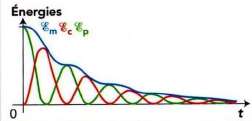 Énergies
ℰm ℰc ℰp
0 t